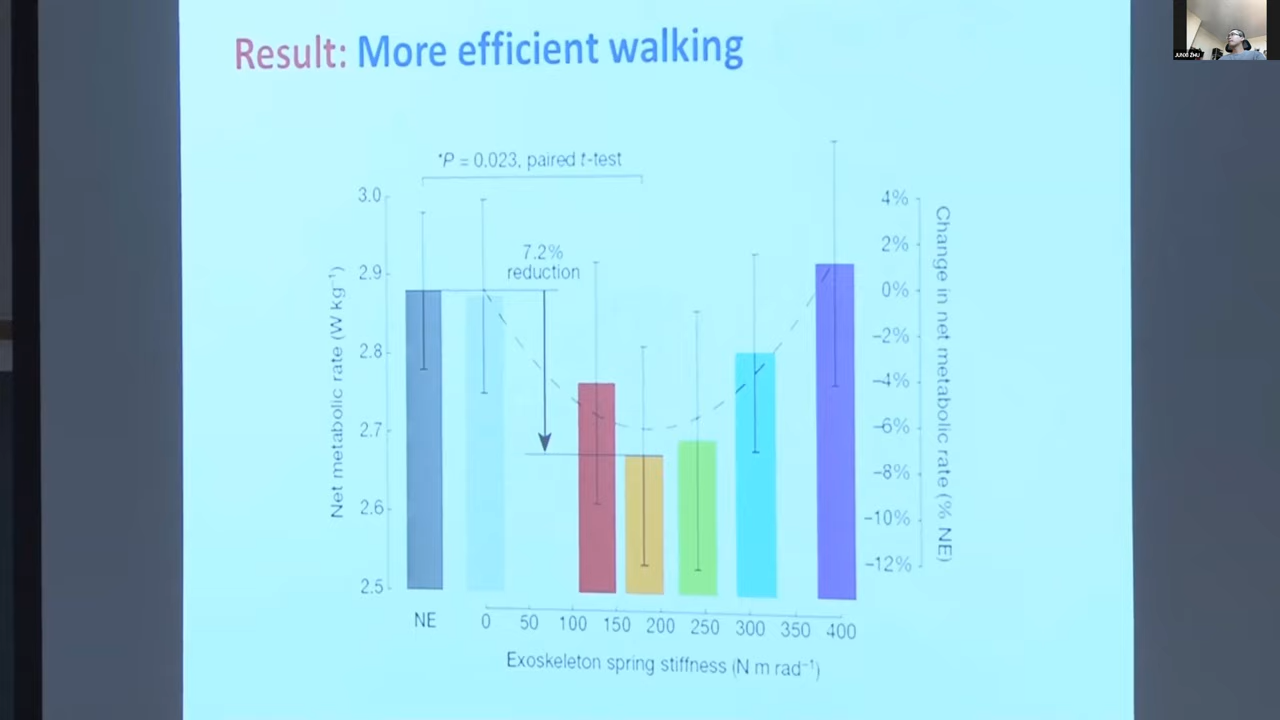 Result: More efficient walking
JUNXI ZHU
*P = 0.023, paired t-test
7.2%
reduction
3.0
2.9
2.8
2.7
2.6
2.5
Net metabolic rate (W kg⁻¹)
4%
2%
0%
−2%
−4%
−6%
−8%
−10%
−12%
Change in net metabolic rate (% NE)
NE
0 50 100 150 200 250 300 350 400
Exoskeleton spring stiffness (N m rad⁻¹)